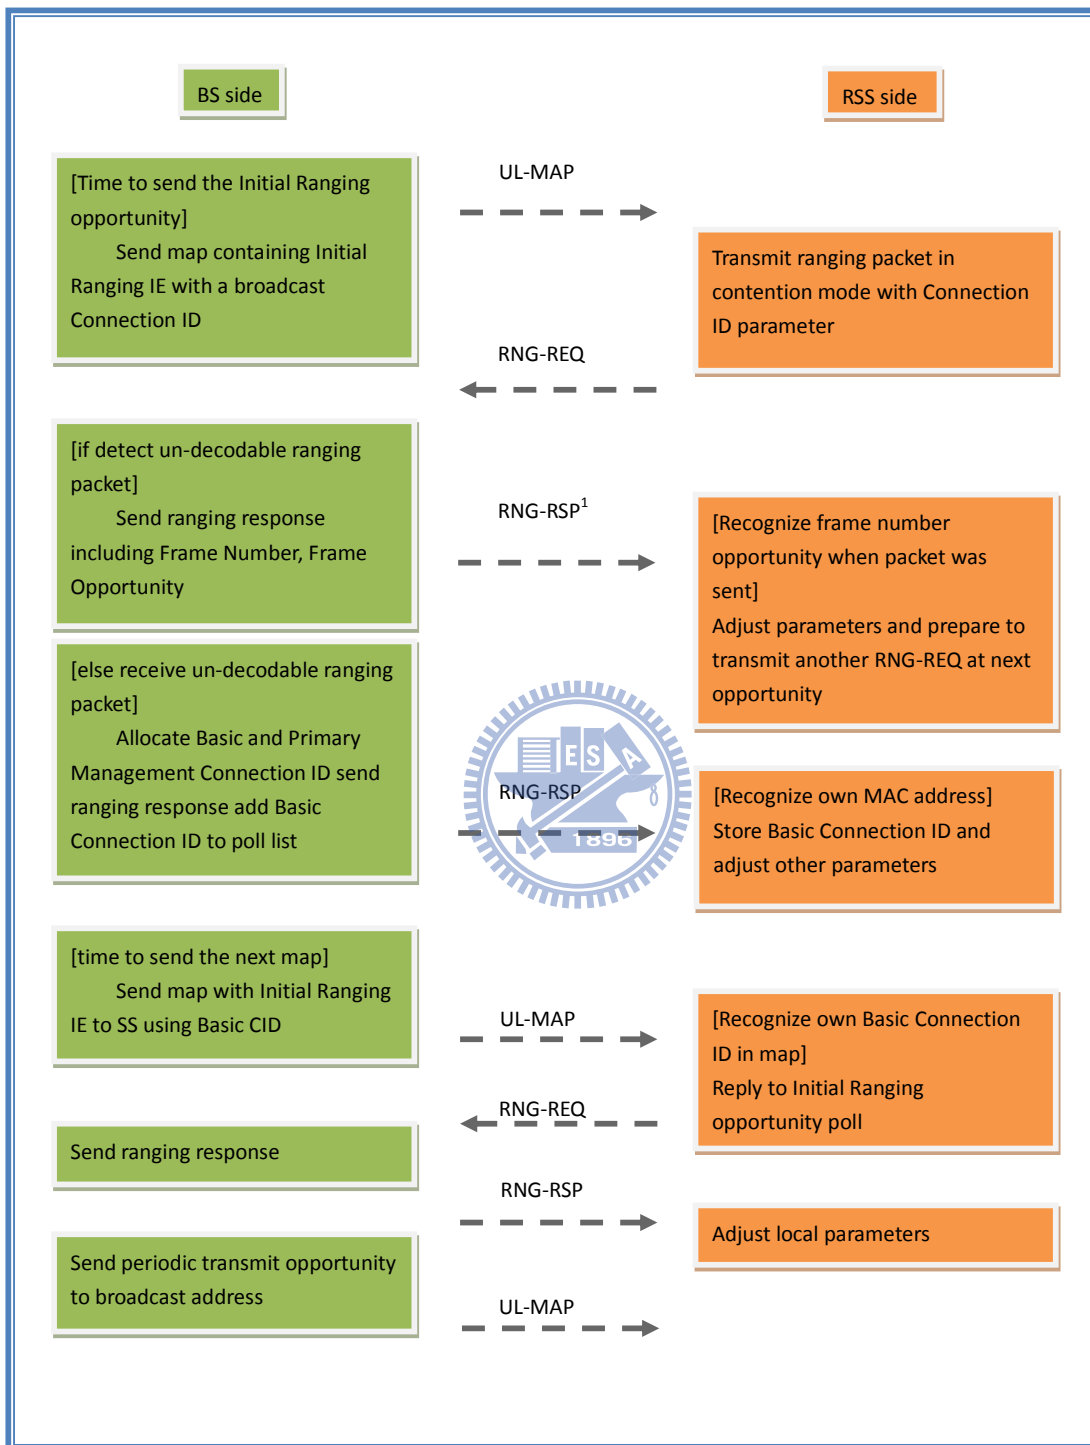 BS side
RSS side
[Time to send the Initial Ranging
opportunity]
Send map containing Initial
Ranging IE with a broadcast
Connection ID
UL-MAP
Transmit ranging packet in
contention mode with Connection
ID parameter
RNG-REQ
[if detect un-decodable ranging
packet]
Send ranging response
including Frame Number, Frame
Opportunity
RNG-RSP¹
[Recognize frame number
opportunity when packet was
sent]
Adjust parameters and prepare to
transmit another RNG-REQ at next
opportunity
[else receive un-decodable ranging
packet]
Allocate Basic and Primary
Management Connection ID send
ranging response add Basic
Connection ID to poll list
RNG-RSP
ESA
1896
[Recognize own MAC address]
Store Basic Connection ID and
adjust other parameters
[time to send the next map]
Send map with Initial Ranging
IE to SS using Basic CID
UL-MAP
[Recognize own Basic Connection
ID in map]
Reply to Initial Ranging
opportunity poll
RNG-REQ
Send ranging response
RNG-RSP
Adjust local parameters
Send periodic transmit opportunity
to broadcast address
UL-MAP